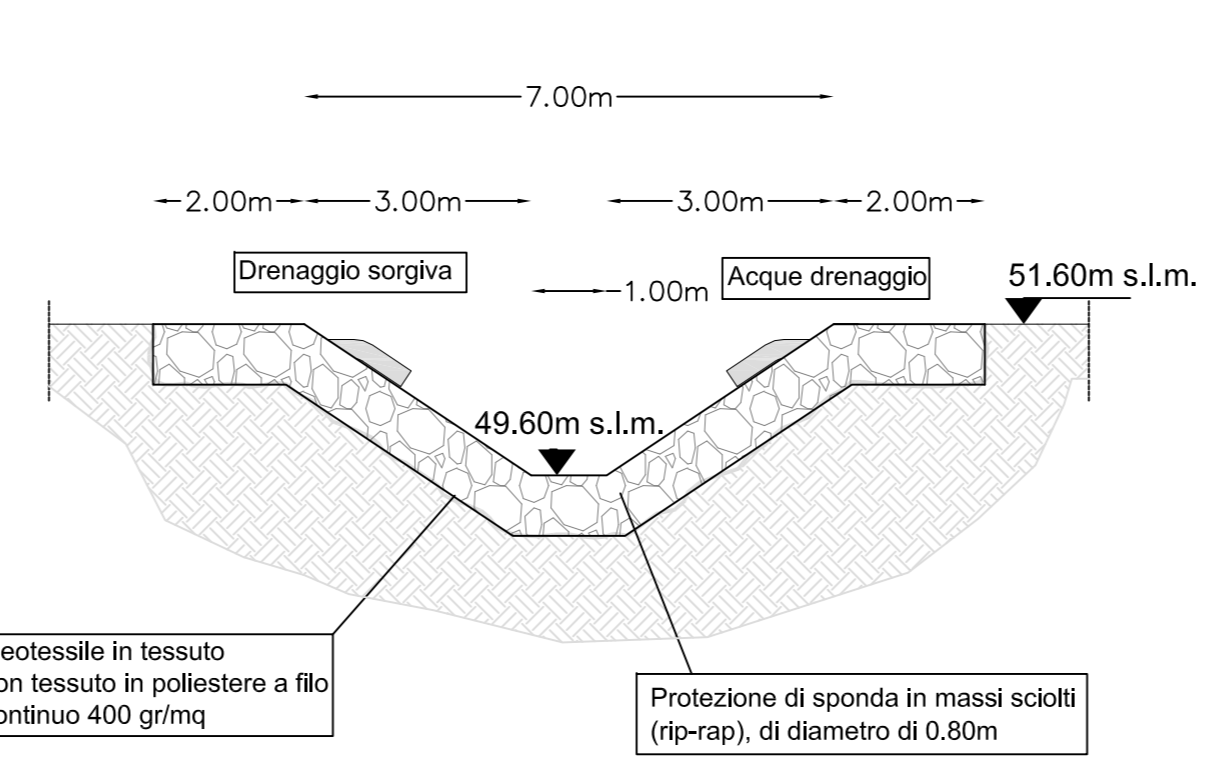 7.00m
2.00m
3.00m
3.00m
2.00m
Drenaggio sorgiva
1.00m
Acque drenaggio
51.60m s.l.m.
49.60m s.l.m.
eotessile in tessuto
on tessuto in poliestere a filo
ontinuo 400 gr/mq
Protezione di sponda in massi sciolti
(rip-rap), di diametro di 0.80m